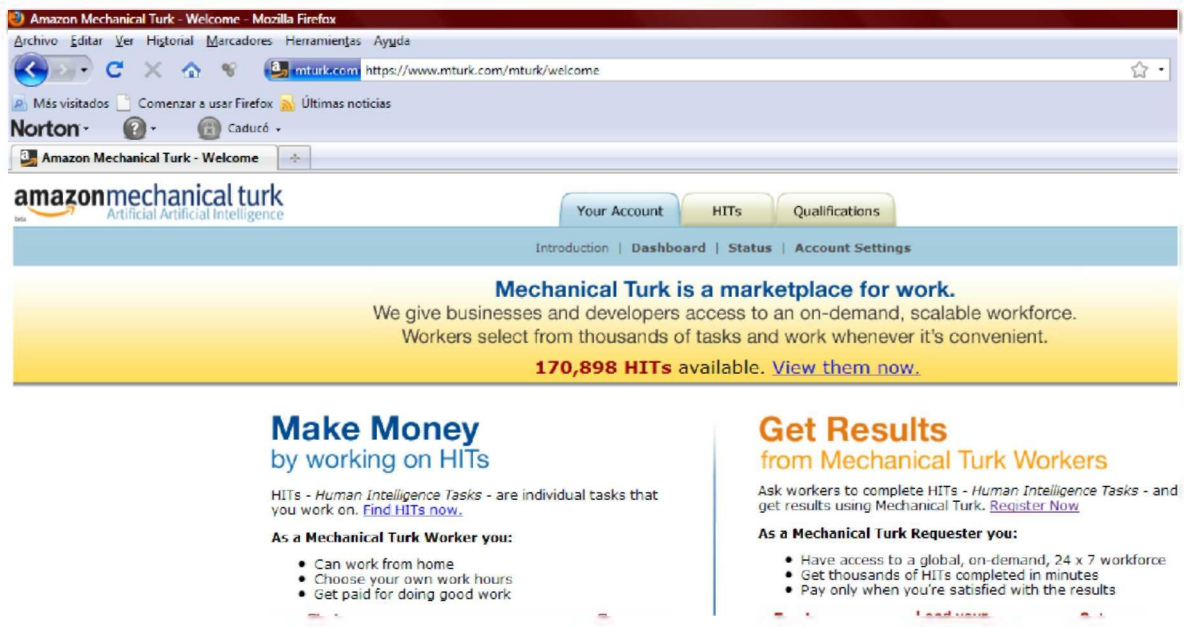 Amazon Mechanical Turk - Welcome - Mozilla Firefox
Archivo Editar Ver Historial Marcadores Herramientas Ayuda
mturk.com https://www.mturk.com/mturk/welcome
Más visitados Comenzar a usar Firefox Últimas noticias
Norton ? Caducó
Amazon Mechanical Turk - Welcome
amazonmechanical turk
beta Artificial Artificial Intelligence
Your Account HITs Qualifications
Introduction | Dashboard | Status | Account Settings
Mechanical Turk is a marketplace for work.
We give businesses and developers access to an on-demand, scalable workforce.
Workers select from thousands of tasks and work whenever it's convenient.
170,898 HITs available. View them now.
Make Money
by working on HITs
HITs - Human Intelligence Tasks - are individual tasks that
you work on. Find HITs now.
As a Mechanical Turk Worker you:
• Can work from home
• Choose your own work hours
• Get paid for doing good work
Get Results
from Mechanical Turk Workers
Ask workers to complete HITs - Human Intelligence Tasks - and
get results using Mechanical Turk. Register Now
As a Mechanical Turk Requester you:
• Have access to a global, on-demand, 24 x 7 workforce
• Get thousands of HITs completed in minutes
• Pay only when you're satisfied with the results